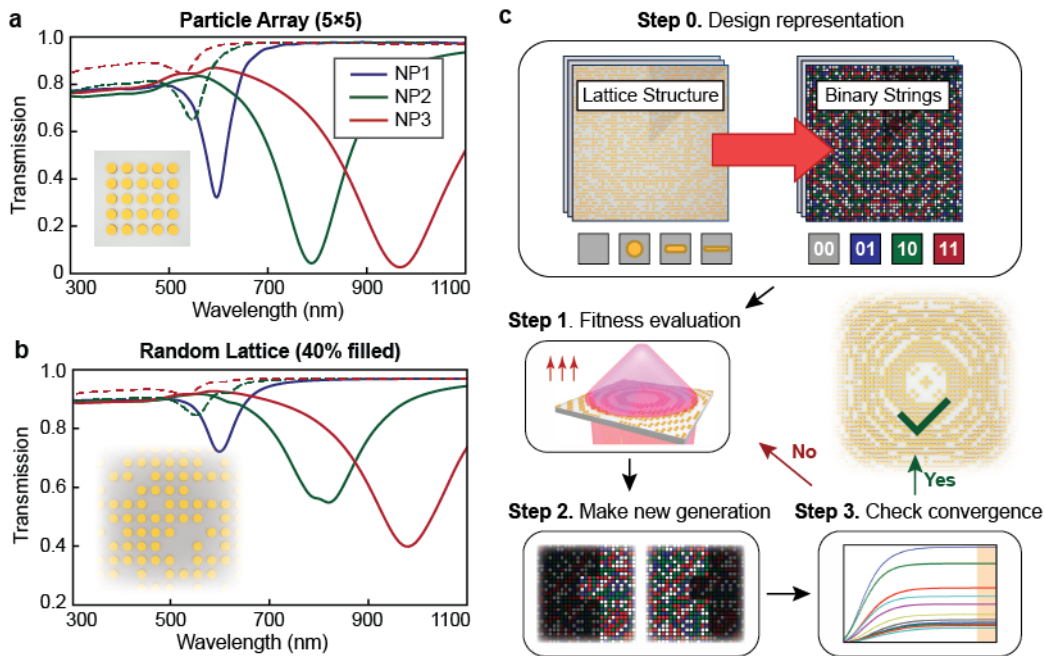 a
Particle Array (5×5)
1.0
0.8
0.6
0.4
0.2
0
Transmission
NP1
NP2
NP3
300 500 700 900 1100
Wavelength (nm)
b
Random Lattice (40% filled)
1.0
0.8
0.6
0.4
0.2
Transmission
300 500 700 900 1100
Wavelength (nm)
c
Step 0. Design representation
Lattice Structure
Binary Strings
00 01 10 11
Step 1. Fitness evaluation
No
Yes
Step 2. Make new generation
Step 3. Check convergence